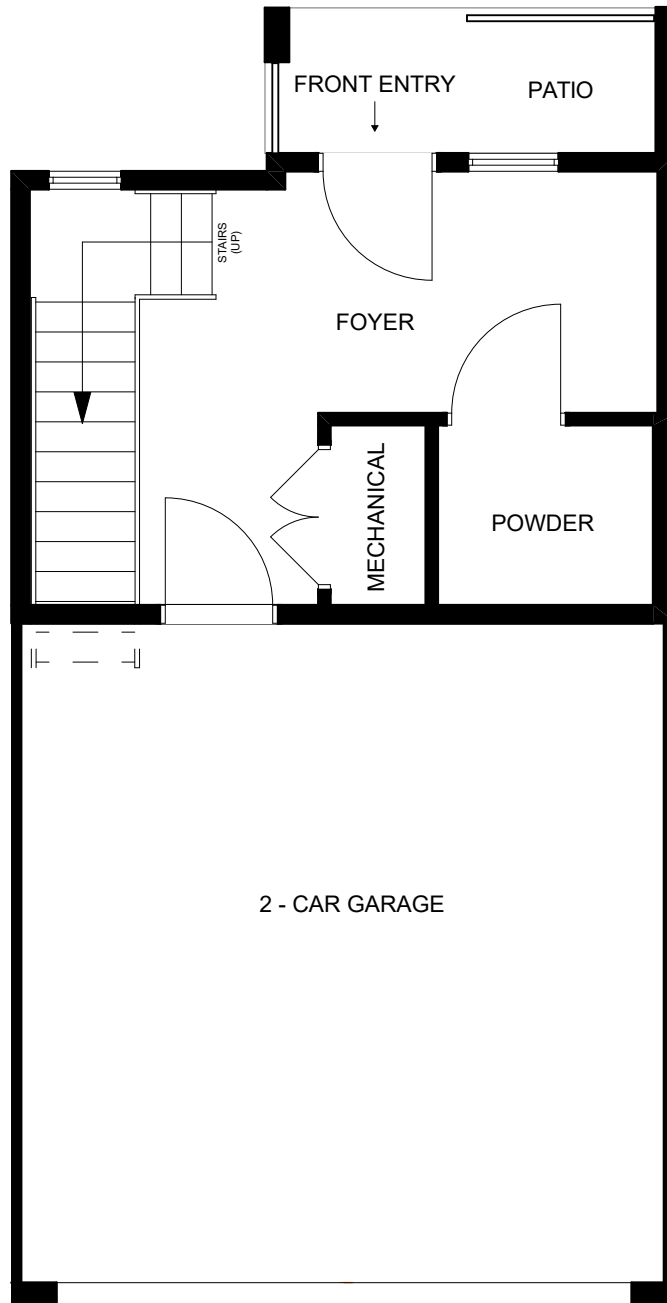 FRONT ENTRY
PATIO
STAIRS
(UP)
FOYER
MECHANICAL
POWDER
2 - CAR GARAGE